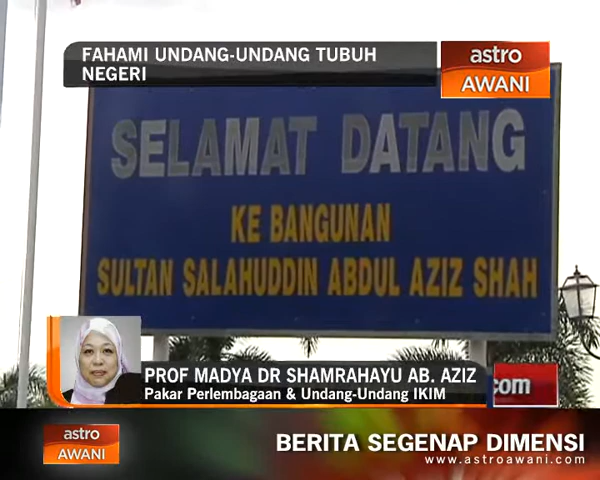 FAHAMI UNDANG-UNDANG TUBUH
NEGERI
astro
AWANI
SELAMAT DATANG
KE BANGUNAN
SULTAN SALAHUDDIN ABDUL AZIZ SHAH
PROF MADYA DR SHAMRAHAYU AB. AZIZ
Pakar Perlembagaan & Undang-Undang IKIM
com
astro
AWANI
BERITA SEGENAP DIMENSI
www.astroawani.com